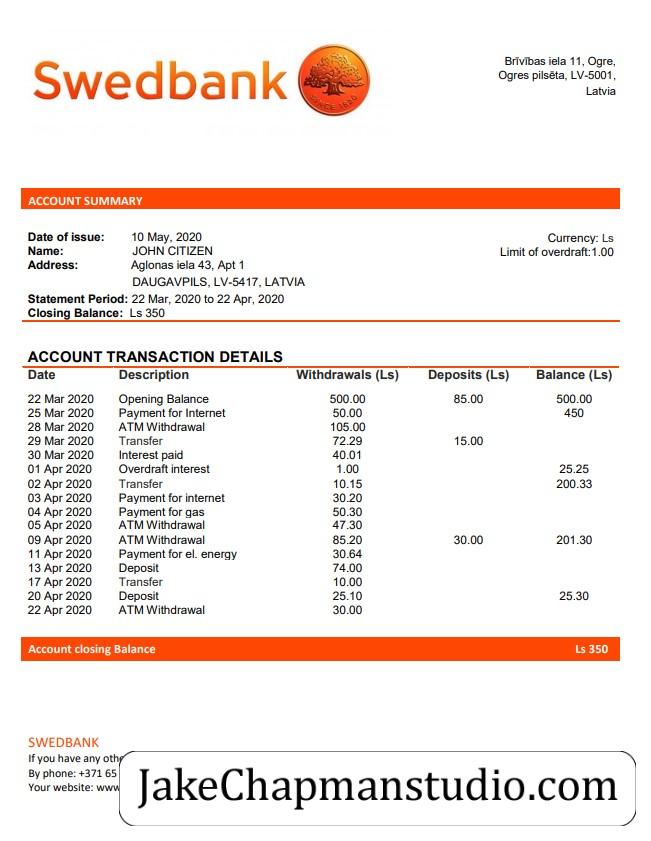 Swedbank
SINCE 1820
Brīvības iela 11, Ogre,
Ogres pilsēta, LV-5001,
Latvia
ACCOUNT SUMMARY
Date of issue: 10 May, 2020
Currency: Ls
Name: JOHN CITIZEN
Limit of overdraft:1.00
Address: Aglonas iela 43, Apt 1
DAUGAVPILS, LV-5417, LATVIA
Statement Period: 22 Mar, 2020 to 22 Apr, 2020
Closing Balance: Ls 350
ACCOUNT TRANSACTION DETAILS
Date Description Withdrawals (Ls) Deposits (Ls) Balance (Ls)
22 Mar 2020 Opening Balance 500.00 85.00 500.00
25 Mar 2020 Payment for Internet 50.00 450
28 Mar 2020 ATM Withdrawal 105.00
29 Mar 2020 Transfer 72.29 15.00
30 Mar 2020 Interest paid 40.01
01 Apr 2020 Overdraft interest 1.00 25.25
02 Apr 2020 Transfer 10.15 200.33
03 Apr 2020 Payment for internet 30.20
04 Apr 2020 Payment for gas 50.30
05 Apr 2020 ATM Withdrawal 47.30
09 Apr 2020 ATM Withdrawal 85.20 30.00 201.30
11 Apr 2020 Payment for el. energy 30.64
13 Apr 2020 Deposit 74.00
17 Apr 2020 Transfer 10.00
20 Apr 2020 Deposit 25.10 25.30
22 Apr 2020 ATM Withdrawal 30.00
Account closing Balance Ls 350
SWEDBANK
If you have any othe
By phone: +371 65
Your website: www
JakeChapmanstudio.com